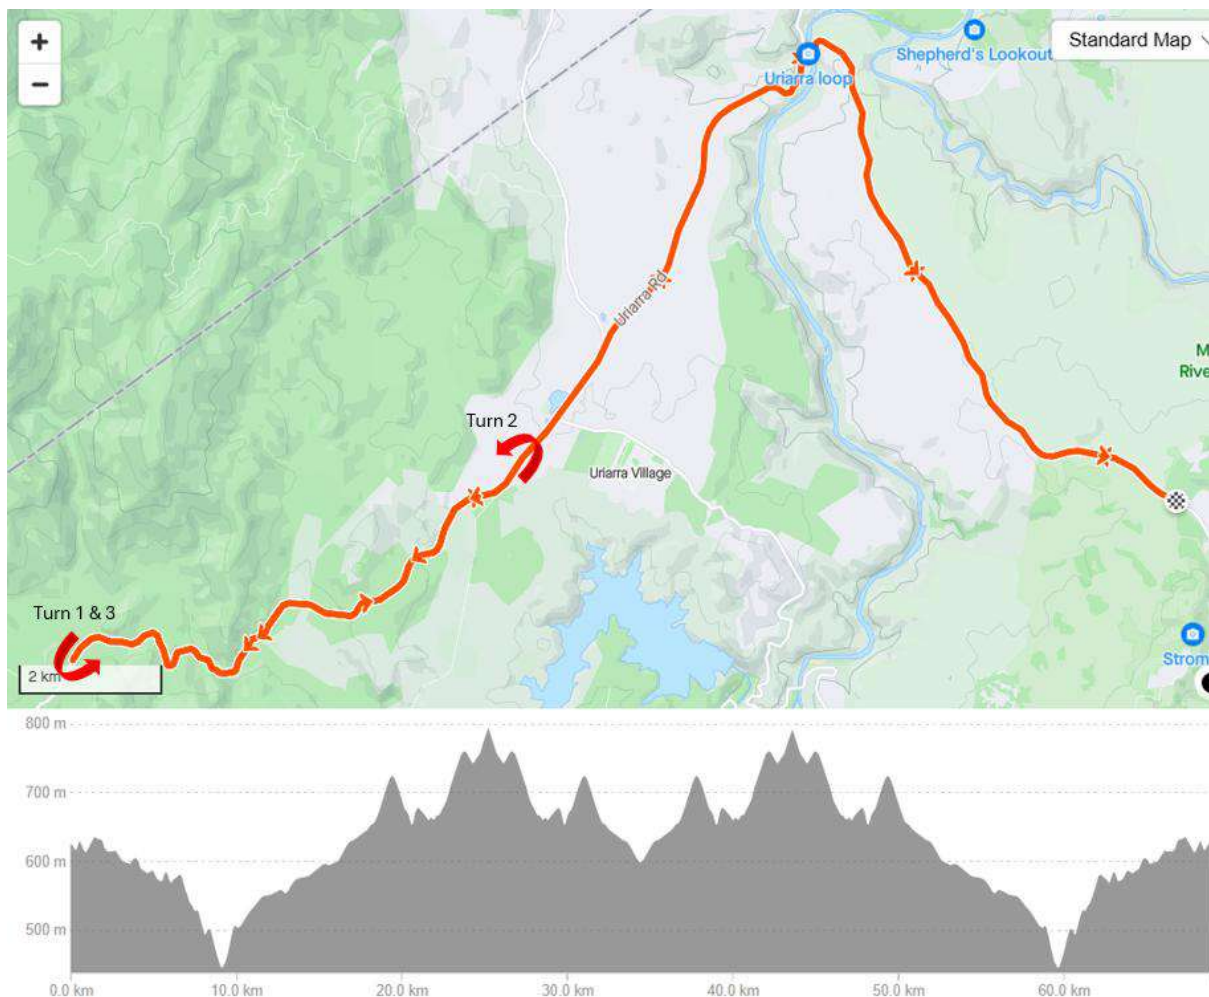 +
−
Standard Map
Shepherd's Lookout
Uriarra loop
Uriarra Rd
M
Rive
Turn 2
Uriarra Village
Turn 1 & 3
2 km
Strom
800 m
700 m
600 m
500 m
0.0 km
10.0 km
20.0 km
30.0 km
40.0 km
50.0 km
60.0 km